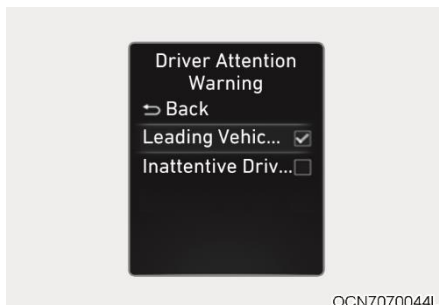 Driver Attention
Warning
Back
Leading Vehic...
Inattentive Driv...
OCN7070044L